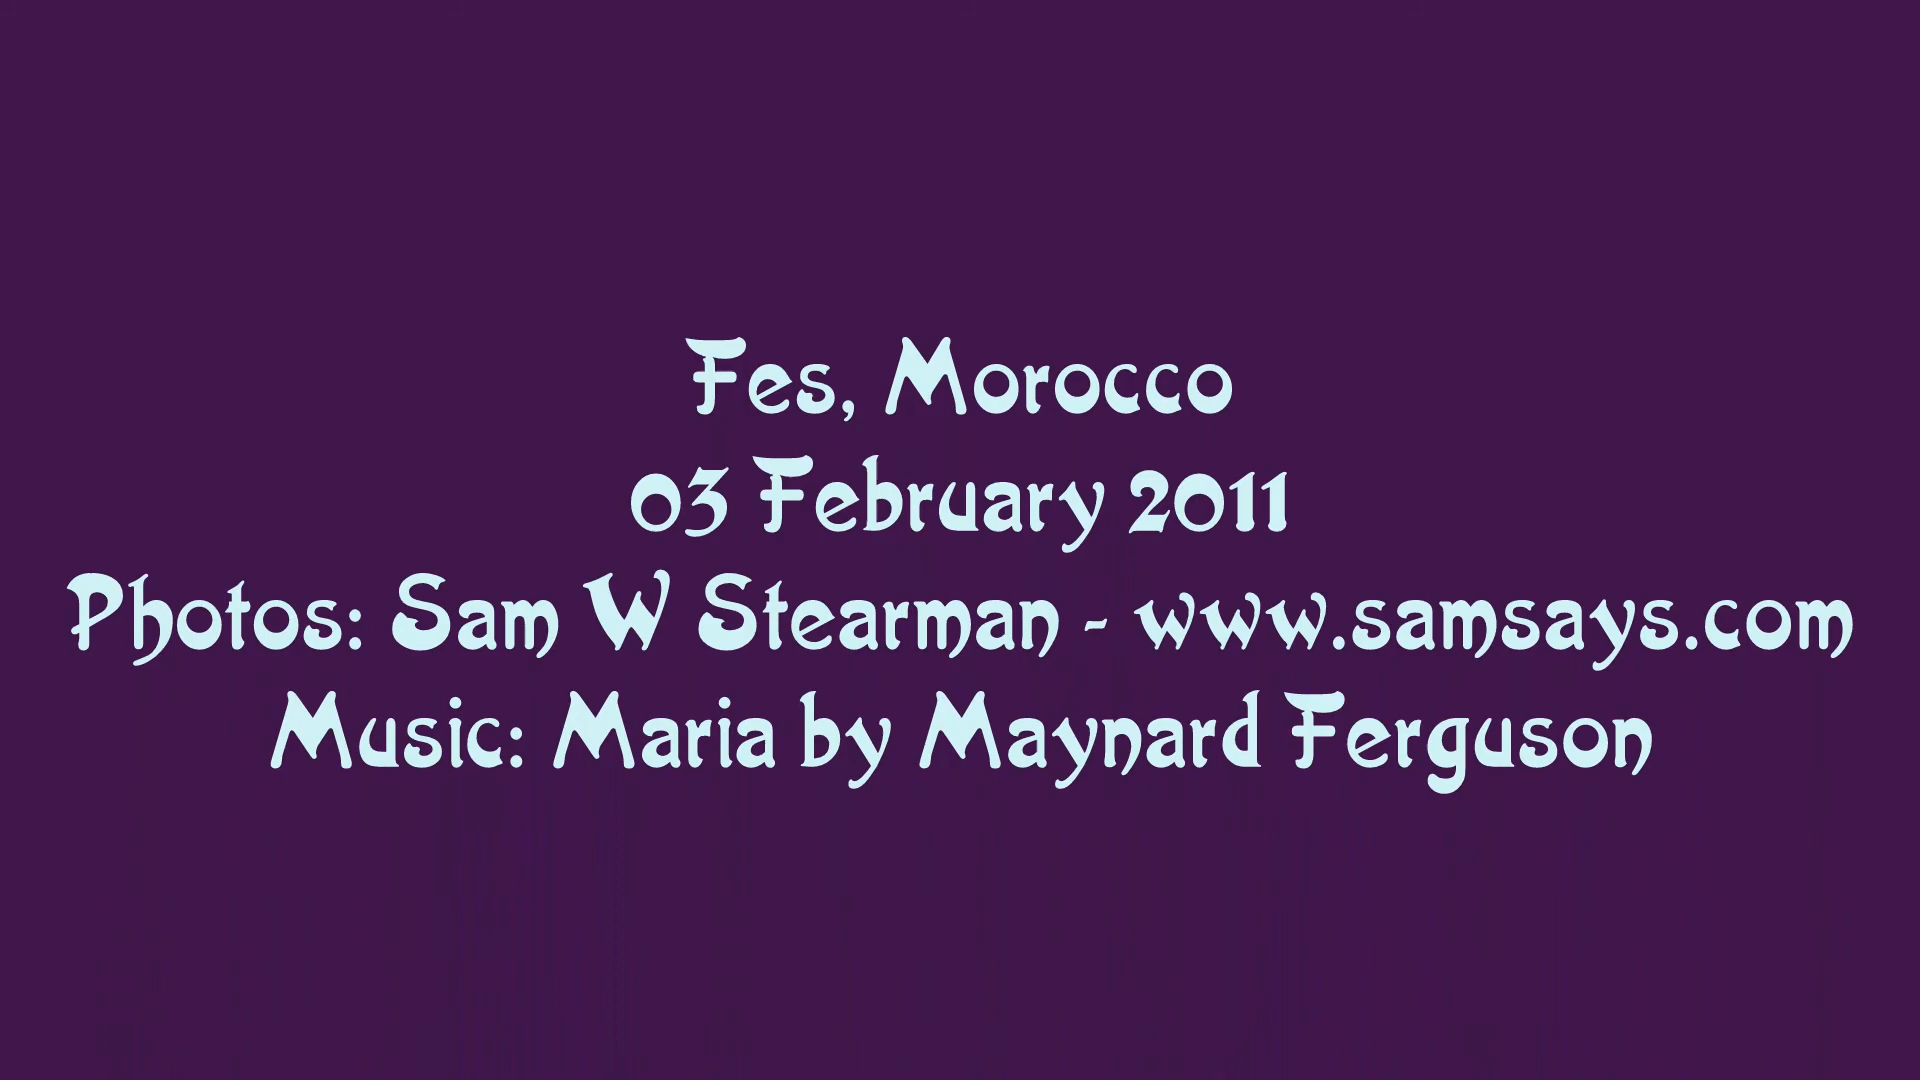 Fes, Morocco
03 February 2011
Photos: Sam W Stearman - www.samsays.com
Music: Maria by Maynard Ferguson